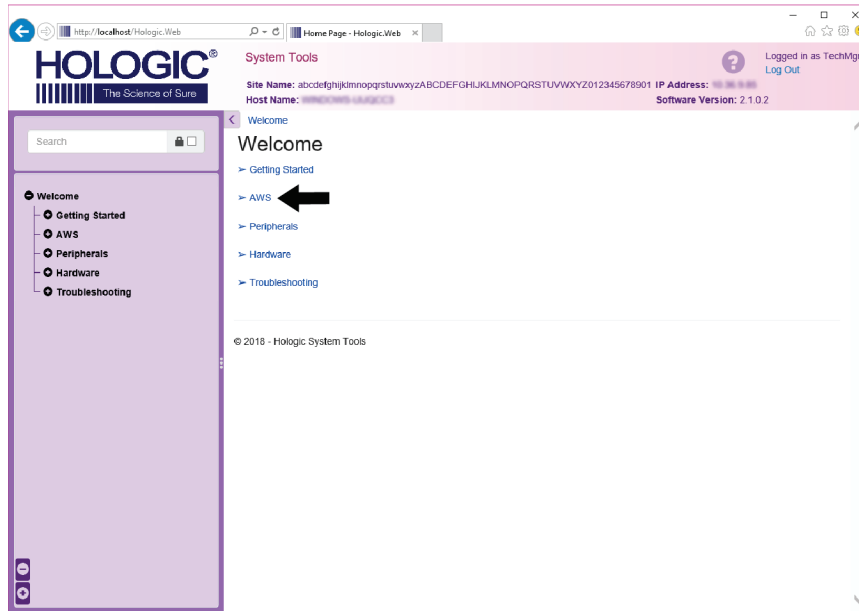 http://localhost/Hologic.Web
Home Page - Hologic.Web
HOLOGIC®
The Science of Sure
System Tools
Logged in as TechMgr
Log Out
Site Name: abcdefghijklmnopqrstuvwxyzABCDEFGHIJKLMNOPQRSTUVWXYZ012345678901 IP Address:
Host Name: Software Version: 2.1.0.2
Search
Welcome
Getting Started
AWS
Peripherals
Hardware
Troubleshooting
Welcome
Welcome
➢ Getting Started
➢ AWS
➢ Peripherals
➢ Hardware
➢ Troubleshooting
© 2018 - Hologic System Tools